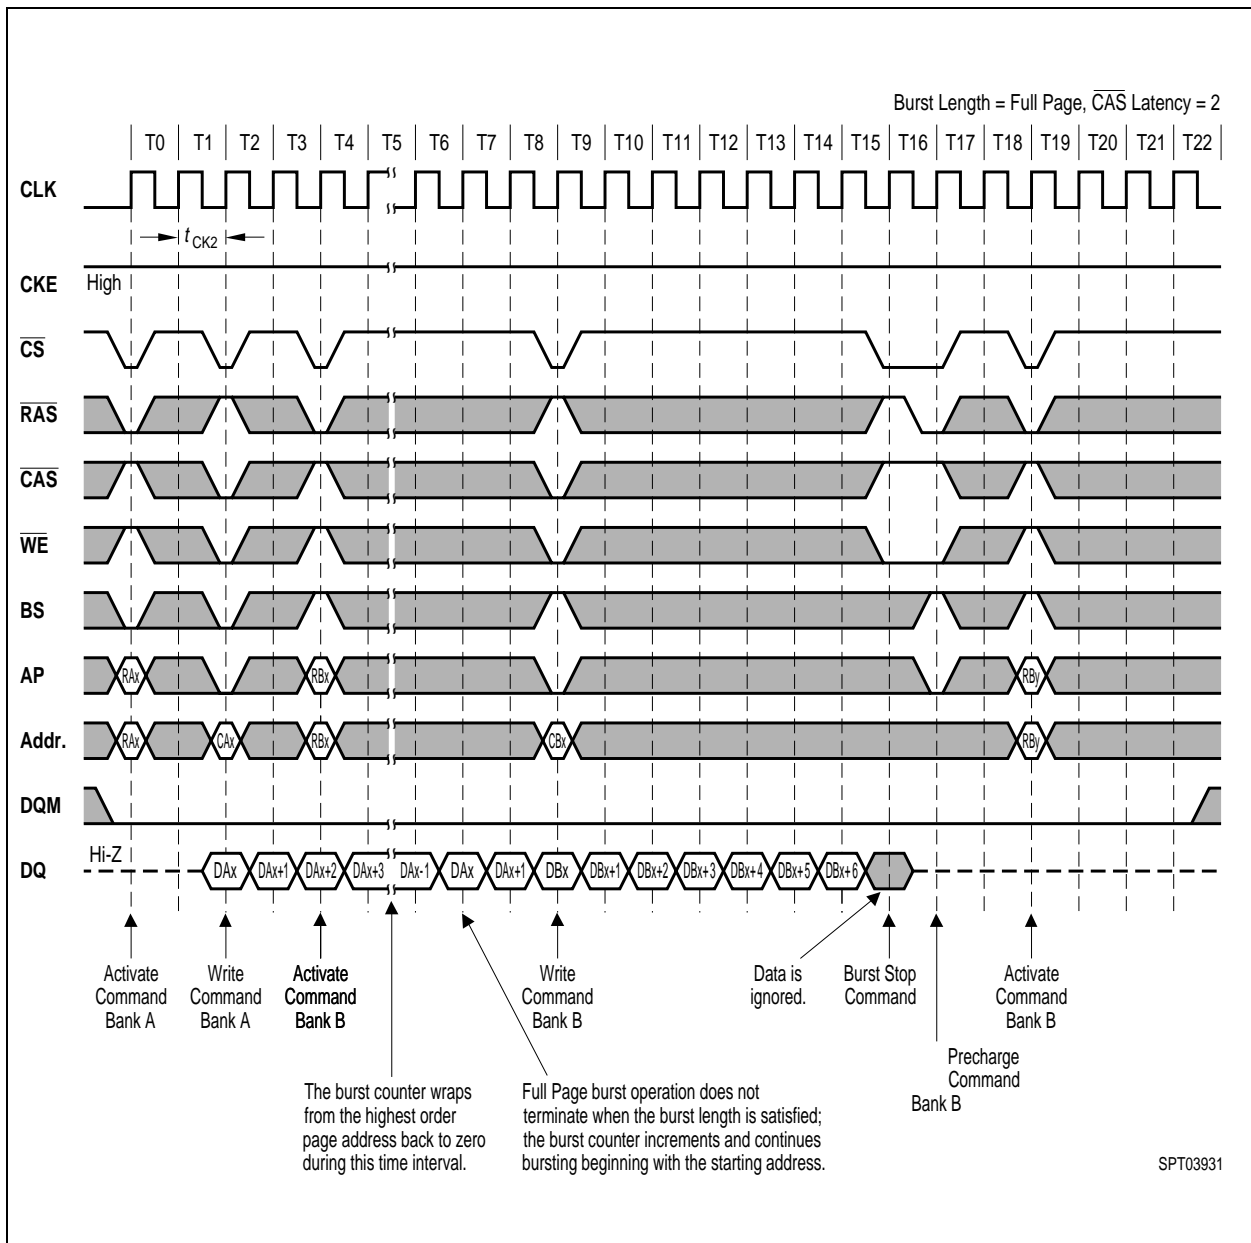 Burst Length = Full Page, CAS Latency = 2
T0 T1 T2 T3 T4 T5 T6 T7 T8 T9 T10 T11 T12 T13 T14 T15 T16 T17 T18 T19 T20 T21 T22
CLK
t CK2
CKE High
CS
RAS
CAS
WE
BS
AP RAx RBx RBy
Addr. RAx CAx RBx CBx RBy
DQM
DQ Hi-Z DAx DAx+1 DAx+2 DAx+3 DAx-1 DAx DAx+1 DBx DBx+1 DBx+2 DBx+3 DBx+4 DBx+5 DBx+6
Activate
Command
Bank A
Write
Command
Bank A
Activate
Command
Bank B
Write
Command
Bank B
Data is
ignored.
Burst Stop
Command
Activate
Command
Bank B
Precharge
Command
Bank B
The burst counter wraps
from the highest order
page address back to zero
during this time interval.
Full Page burst operation does not
terminate when the burst length is satisfied;
the burst counter increments and continues
bursting beginning with the starting address.
SPT03931